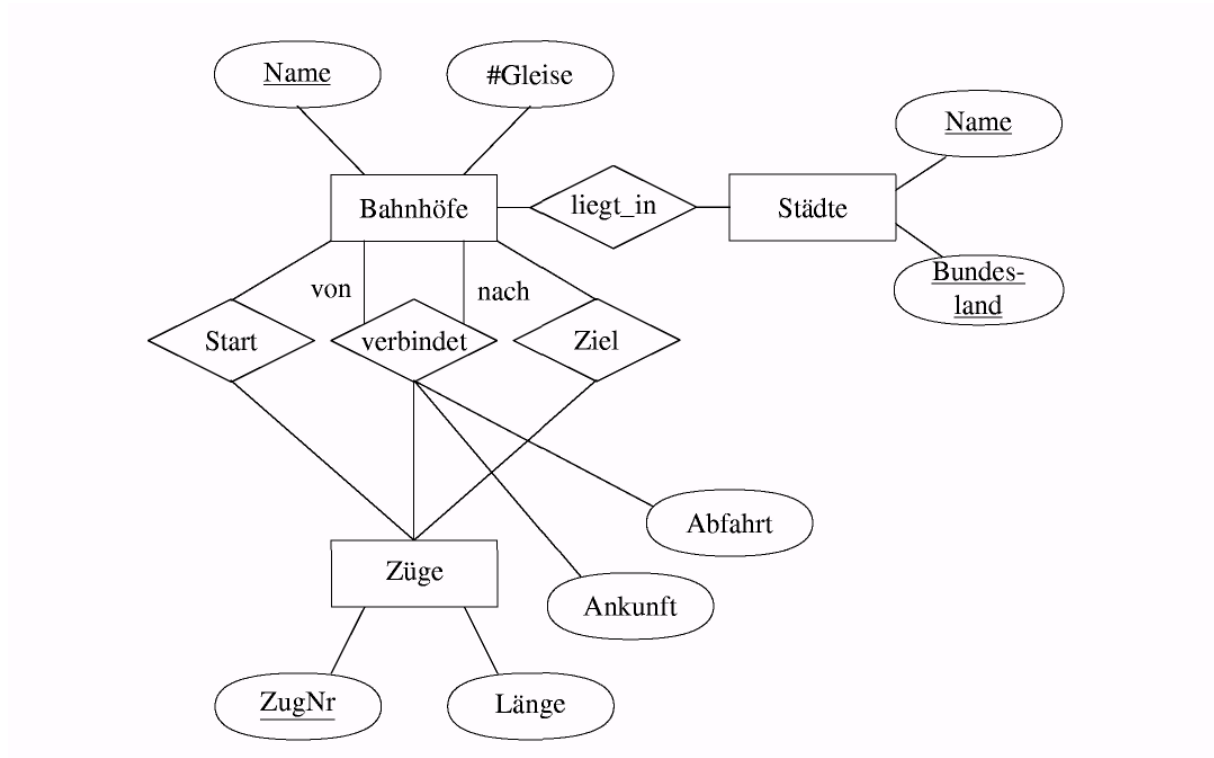 Name
#Gleise
Name
Bahnhöfe
liegt_in
Städte
Bundes-
land
von
nach
Start
verbindet
Ziel
Abfahrt
Züge
Ankunft
ZugNr
Länge